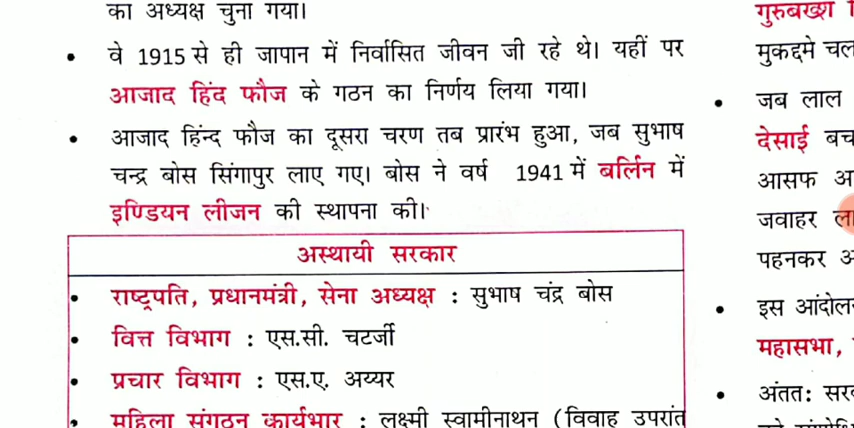 का अध्यक्ष चुना गया।
• वे 1915 से ही जापान में निर्वासित जीवन जी रहे थे। यहीं पर
आजाद हिंद फौज के गठन का निर्णय लिया गया।
• आजाद हिंन्द फौज का दूसरा चरण तब प्रारंभ हुआ, जब सुभाष
चन्द्र बोस सिंगापुर लाए गए। बोस ने वर्ष 1941 में बर्लिन में
इण्डियन लीजन की स्थापना की।
अस्थायी सरकार
• राष्ट्रपति, प्रधानमंत्री, सेना अध्यक्ष : सुभाष चंद्र बोस
• वित्त विभाग : एस.सी. चटर्जी
• प्रचार विभाग : एस.ए. अय्यर
• महिला संगठन कार्यभार : लक्ष्मी स्वामीनाथन (विवाह उपरांत
गुरुबख्श
मुकद्दमे चल
• जब लाल
देसाई बच
आसफ अ
जवाहर
पहनकर
• इस आंदोल
महासभा,
• अंततः सर